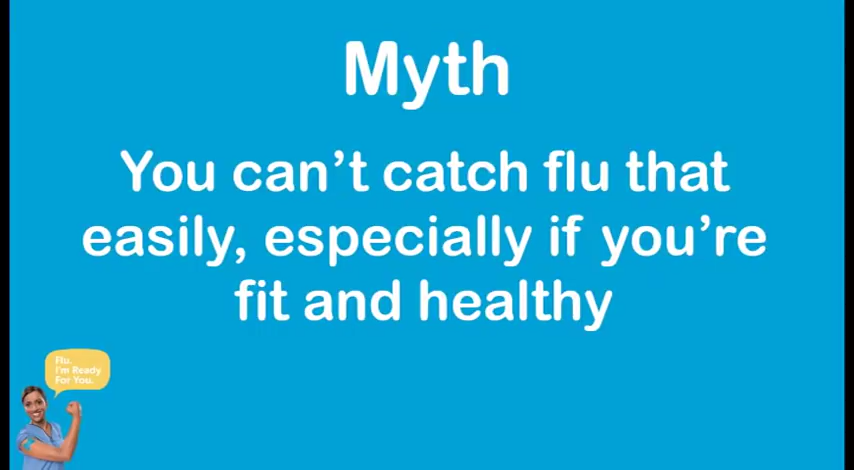 Myth
You can’t catch flu that
easily, especially if you’re
fit and healthy
Flu.
I'm Ready
For You.